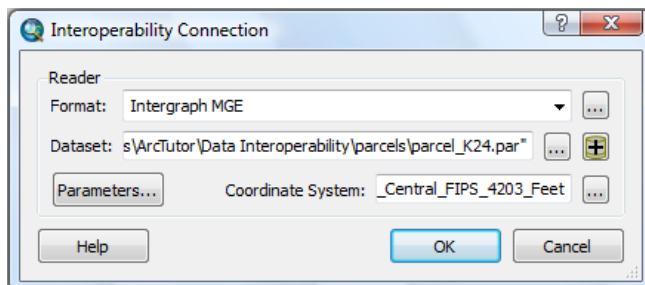 Interoperability Connection
Reader
Format: Intergraph MGE ...
Dataset: s\ArcTutor\Data Interoperability\parcels\parcel_K24.par" ...
Parameters... Coordinate System: _Central_FIPS_4203_Feet ...
Help OK Cancel